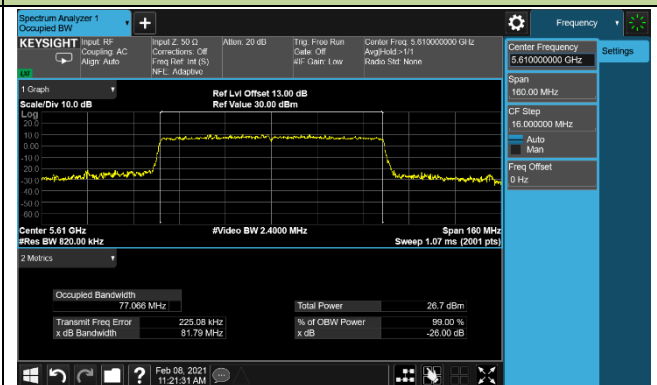 Spectrum Analyzer 1
Occupied BW
+
Frequency
KEYSIGHT
Input: RF
Coupling: AC
Align: Auto
Input Z: 50 Ω
Corrections: Off
Freq Ref: Int (S)
NFE: Adaptive
Atten: 20 dB
Trig: Free Run
Gate: Off
#IF Gain: Low
Center Freq: 5.610000000 GHz
Avg|Hold:>1/1
Radio Std: None
Center Frequency
5.610000000 GHz
Settings
Span
160.00 MHz
CF Step
16.000000 MHz
Auto
Man
Freq Offset
0 Hz
1 Graph
Scale/Div 10.0 dB
Ref Lvl Offset 13.00 dB
Ref Value 30.00 dBm
Log
20.0
10.0
0.00
-10.0
-20.0
-30.0
-40.0
-50.0
-60.0
Center 5.61 GHz
#Video BW 2.4000 MHz
Span 160 MHz
#Res BW 820.00 kHz
Sweep 1.07 ms (2001 pts)
2 Metrics
Occupied Bandwidth
77.066 MHz
Total Power
26.7 dBm
Transmit Freq Error
225.08 kHz
% of OBW Power
99.00 %
x dB Bandwidth
81.79 MHz
x dB
-26.00 dB
?
Feb 08, 2021
11:21:31 AM